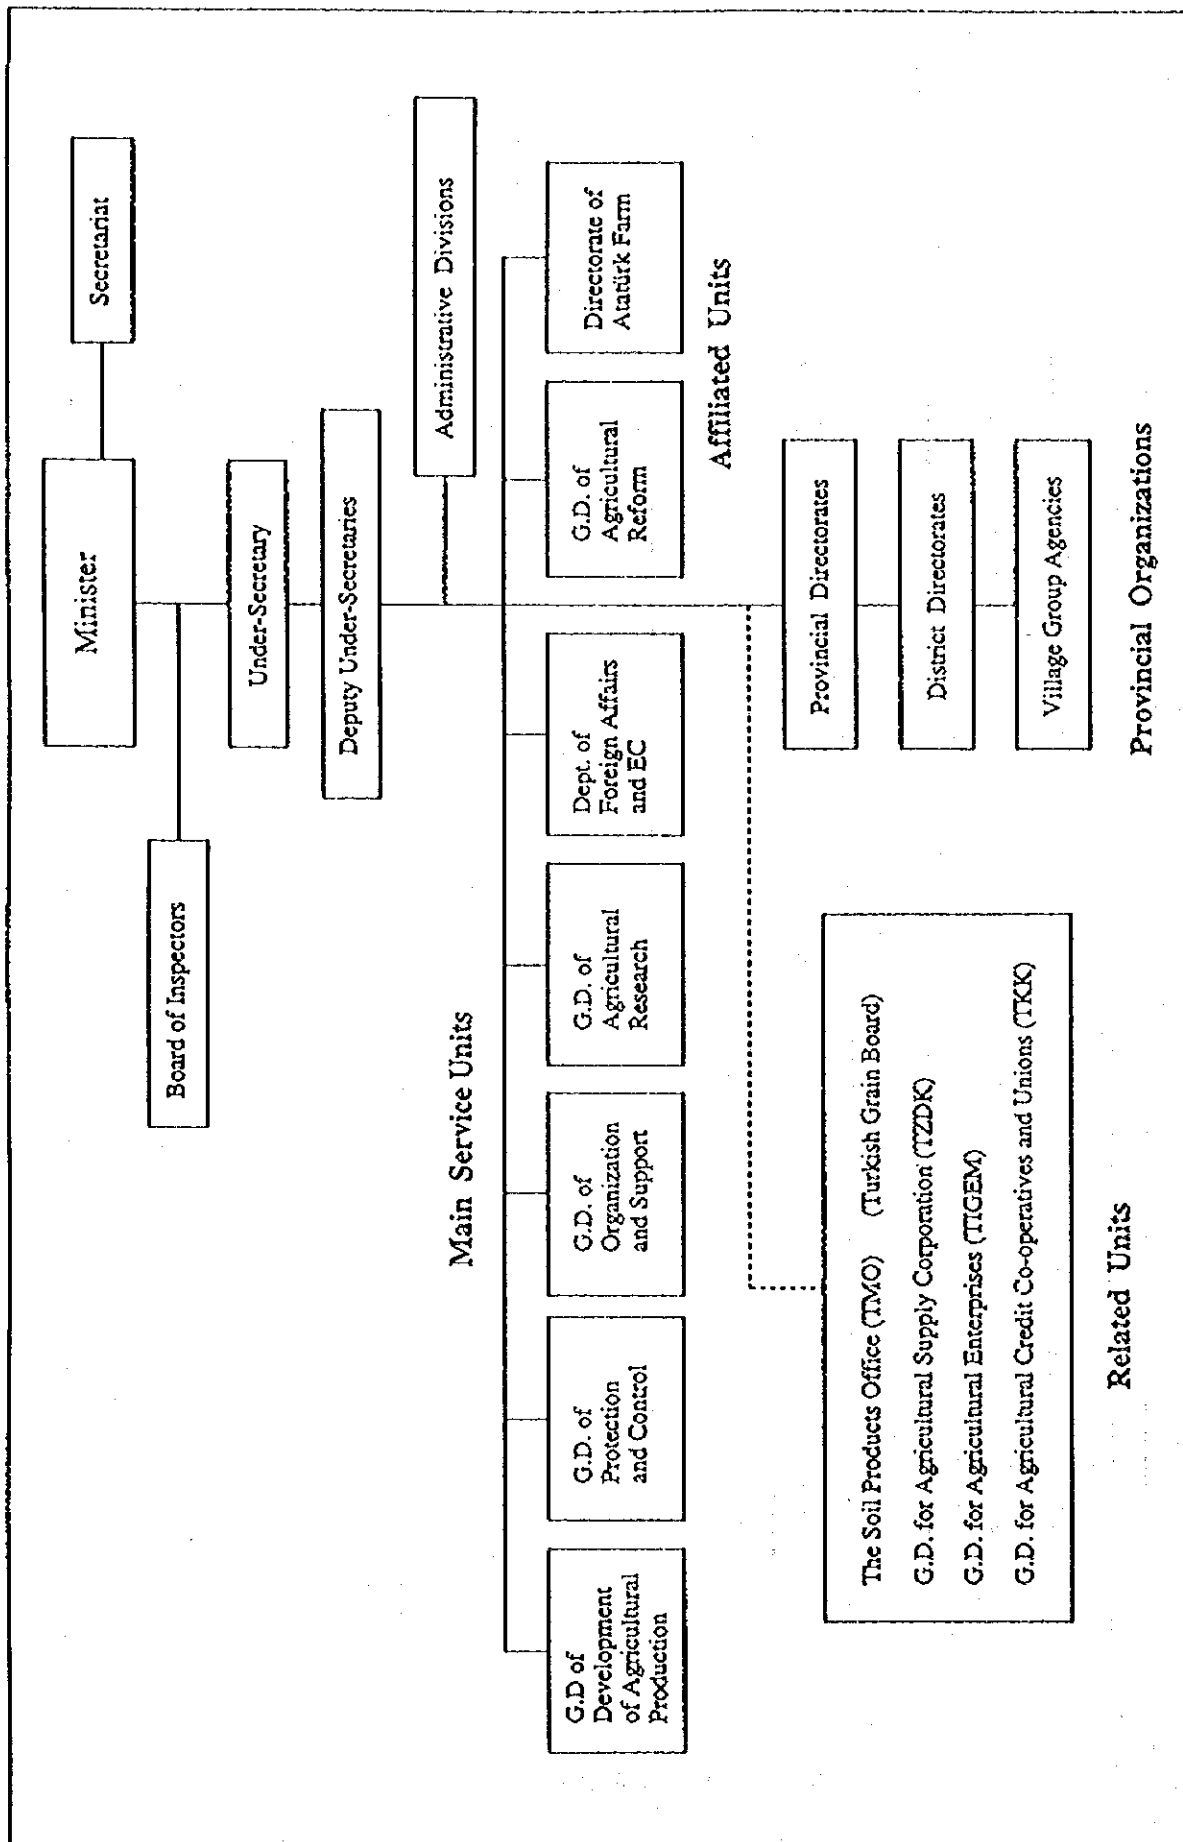 Minister
Secretariat
Board of Inspectors
Under-Secretary
Deputy Under-Secretaries
Administrative Divisions
Main Service Units
G.D of
Development
of Agricultural
Production
G.D. of
Protection
and Control
G.D. of
Organization
and Support
G.D. of
Agricultural
Research
Dept. of
Foreign Affairs
and EC
G.D. of
Agricultural
Reform
Directorate of
Atatürk Farm
Affiliated Units
The Soil Products Office (TMO) (Turkish Grain Board)
G.D. for Agricultural Supply Corporation (TZDK)
G.D. for Agricultural Enterprises (TIGEM)
G.D. for Agricultural Credit Co-operatives and Unions (TKK)
Related Units
Provincial Directorates
District Directorates
Village Group Agencies
Provincial Organizations